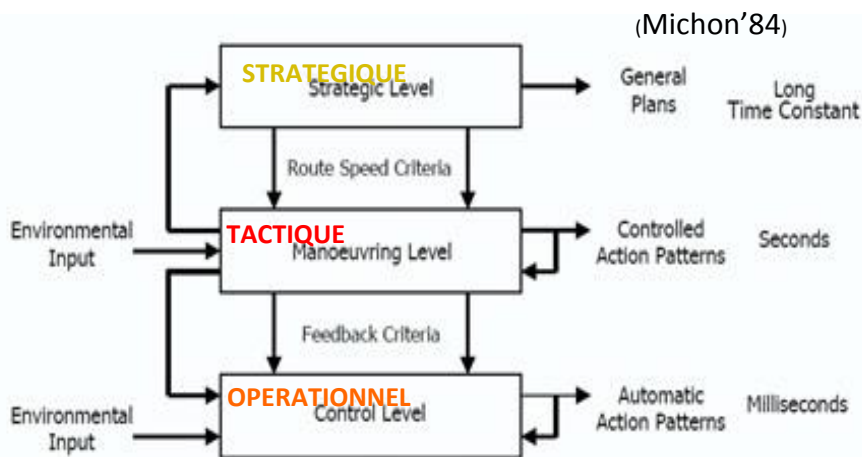 (Michon’84)
STRATEGIQUE
Strategic Level
General
Plans
Long
Time Constant
Route Speed Criteria
Environmental
Input
TACTIQUE
Manoeuvring Level
Controlled
Action Patterns
Seconds
Feedback Criteria
Environmental
Input
OPERATIONNEL
Control Level
Automatic
Action Patterns
Milliseconds